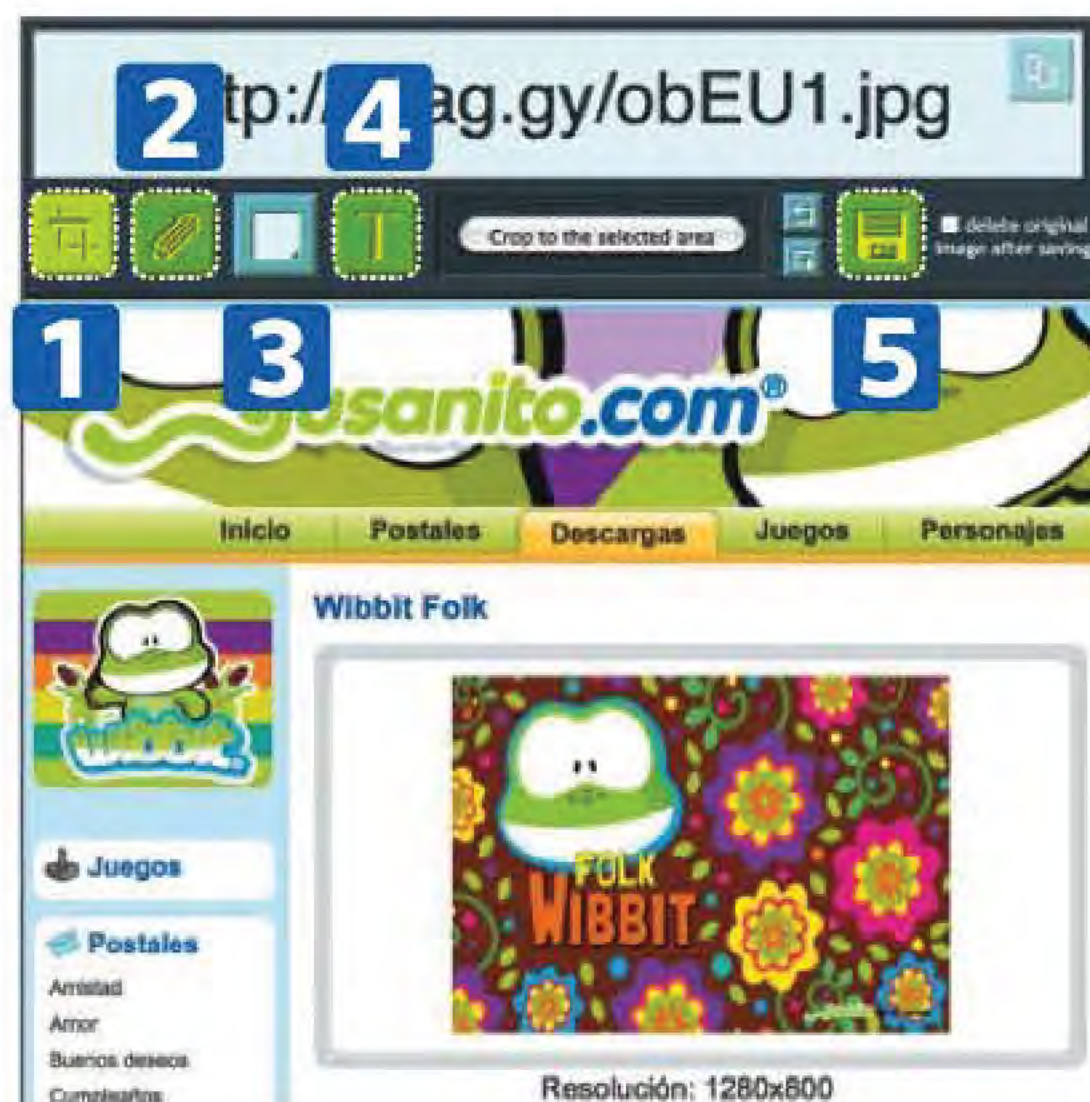 2 tp:// 4 ag.gy/obEU1.jpg
T Crop to the selected area delete original
image after saving
1 3 5
usanito.com®
Inicio Postales Descargas Juegos Personajes
Wibbit Folk
FOLK
WIBBIT
Juegos
Postales
Amistad
Amor
Buenos deseos
Cumpleaños
Resolución: 1280x800